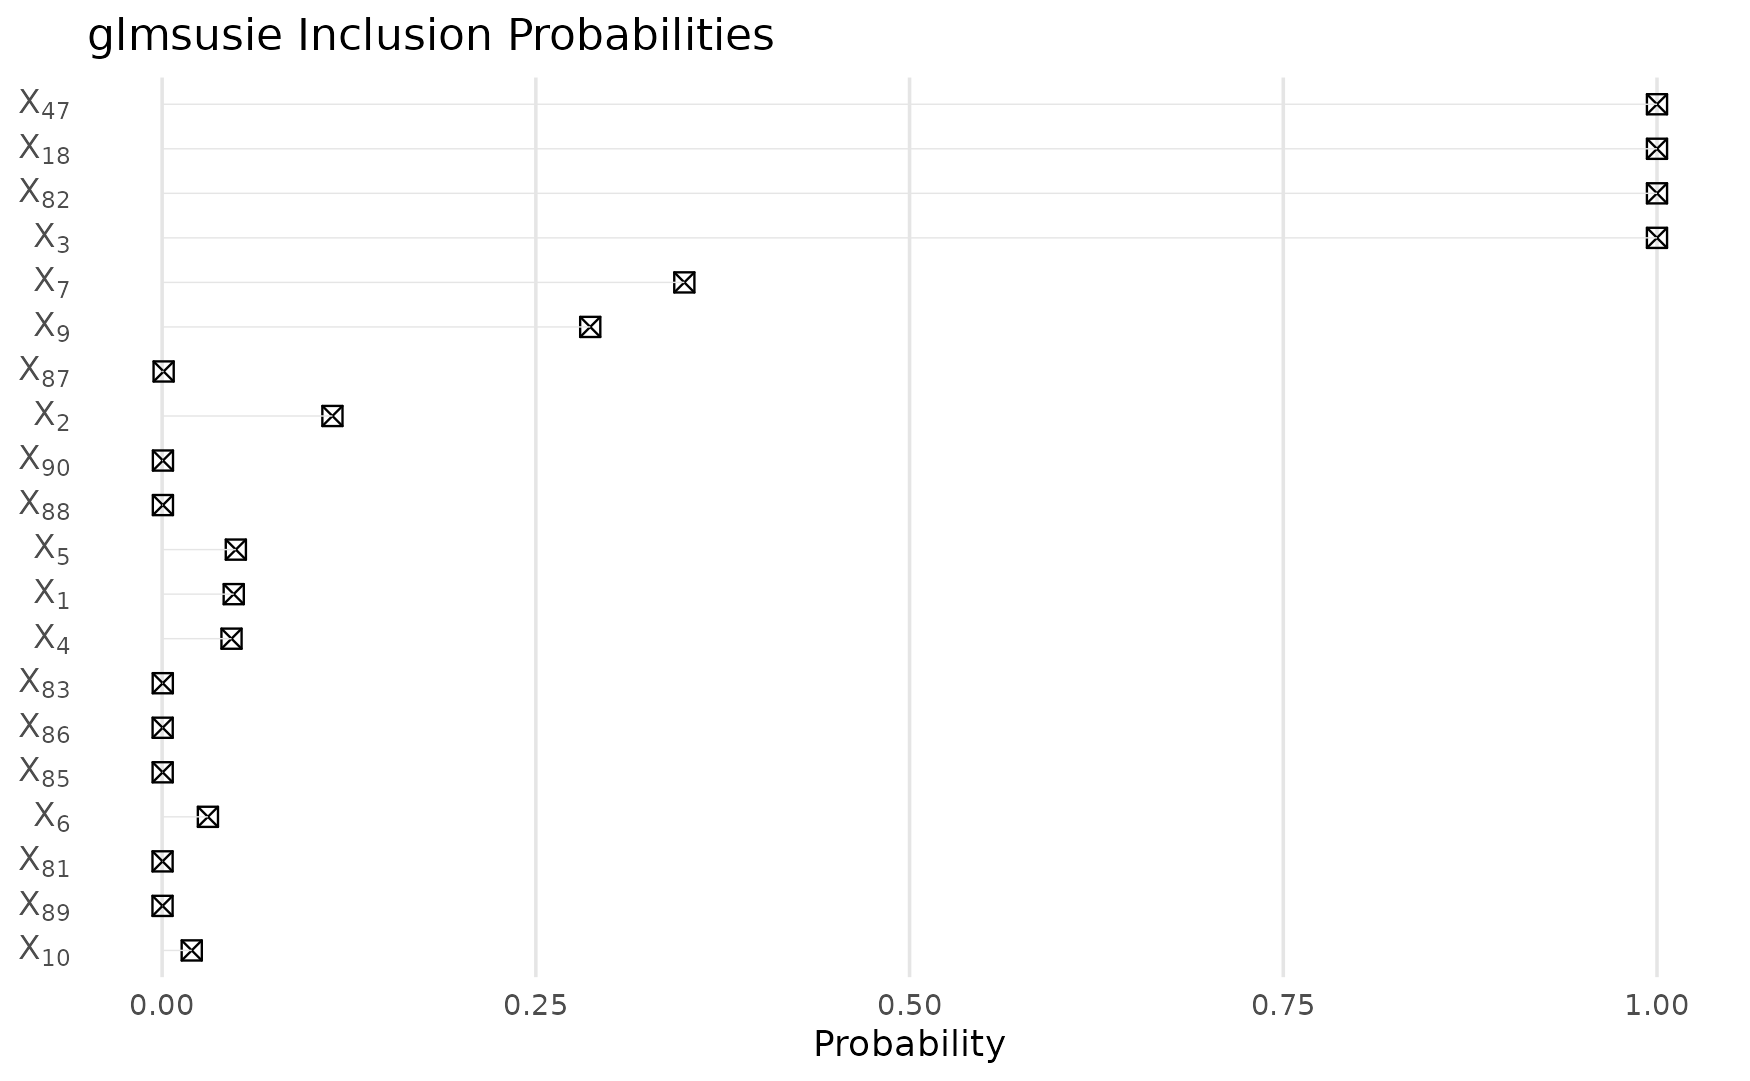 glmsusie Inclusion Probabilities
X47
X18
X82
X3
X7
X9
X87
X2
X90
X88
X5
X1
X4
X83
X86
X85
X6
X81
X89
X10
0.00 0.25 0.50 0.75 1.00
Probability